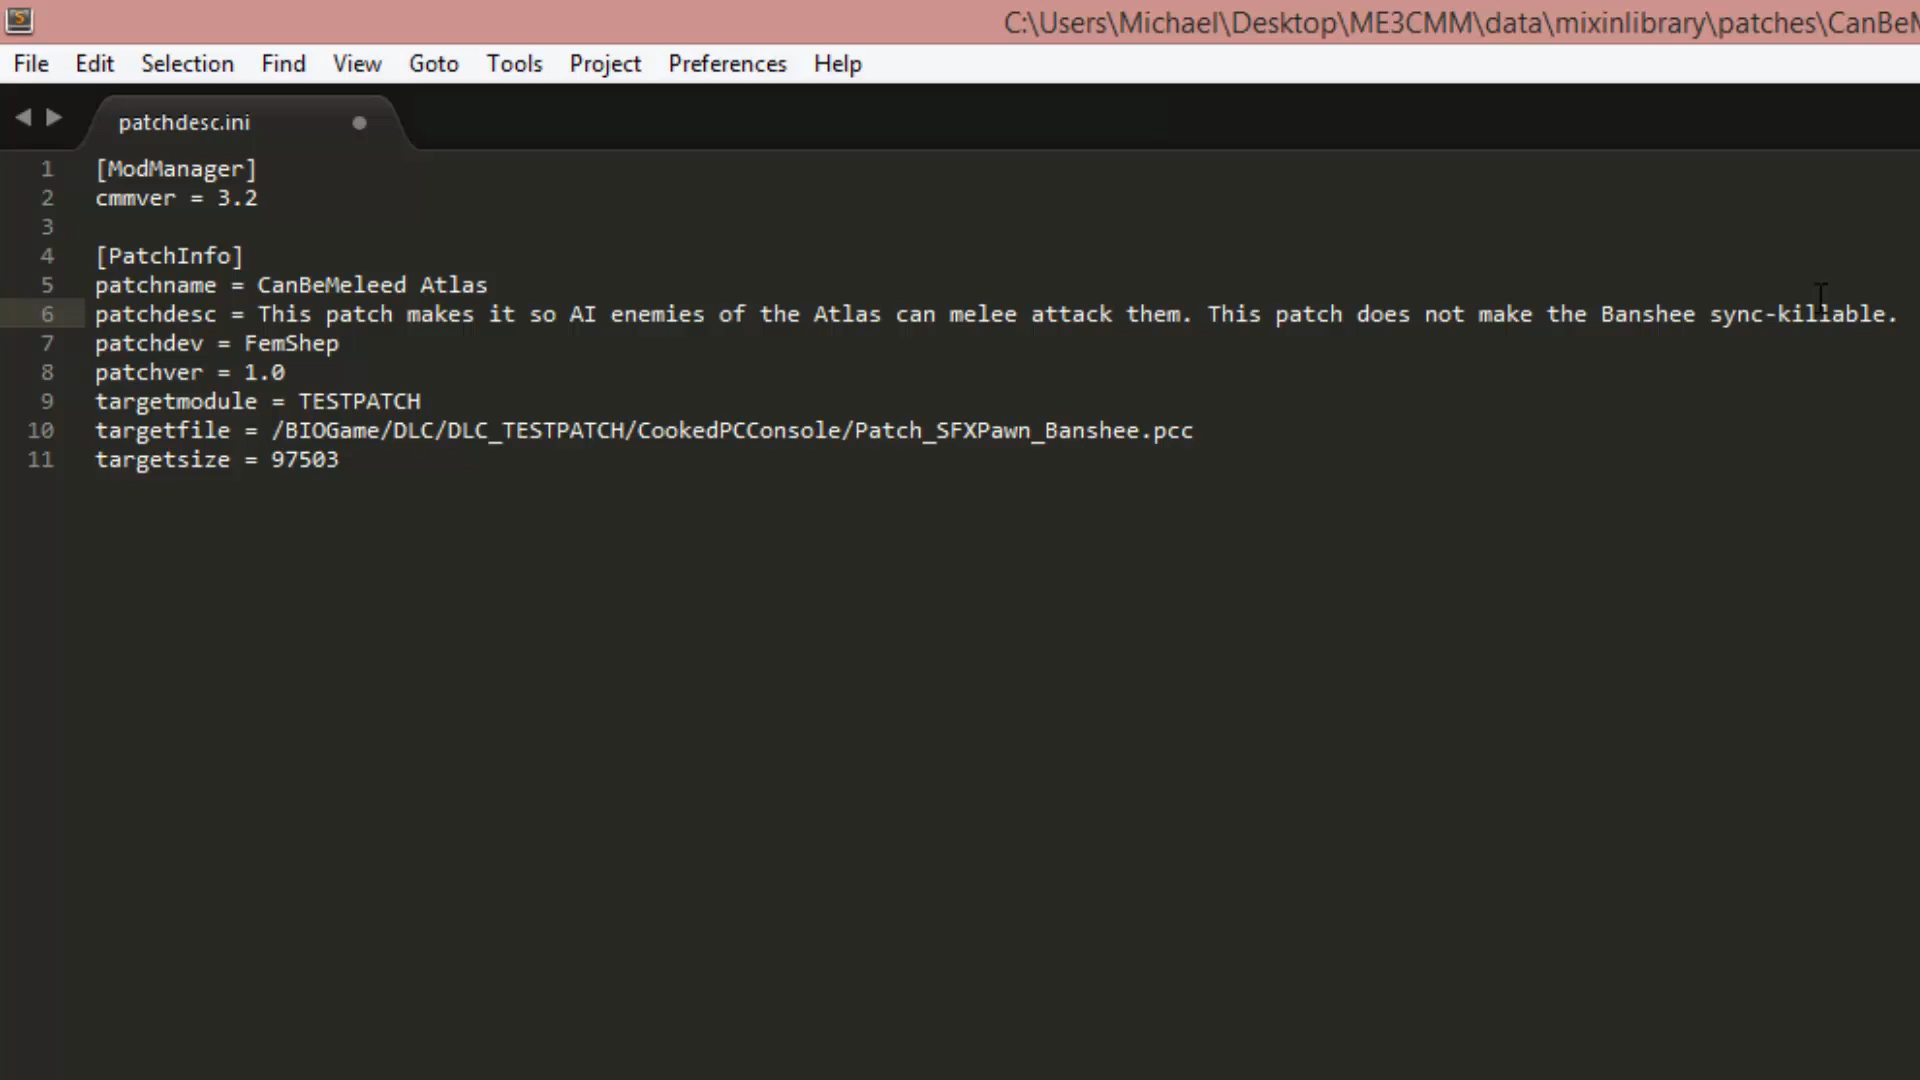 C:\Users\Michael\Desktop\ME3CMM\data\mixinlibrary\patches\CanBeM
File Edit Selection Find View Goto Tools Project Preferences Help
patchdesc.ini
1 [ModManager]
2 cmmver = 3.2
3
4 [PatchInfo]
5 patchname = CanBeMeleed Atlas
6 patchdesc = This patch makes it so AI enemies of the Atlas can melee attack them. This patch does not make the Banshee sync-killable.
7 patchdev = FemShep
8 patchver = 1.0
9 targetmodule = TESTPATCH
10 targetfile = /BIOGame/DLC/DLC_TESTPATCH/CookedPCConsole/Patch_SFXPawn_Banshee.pcc
11 targetsize = 97503